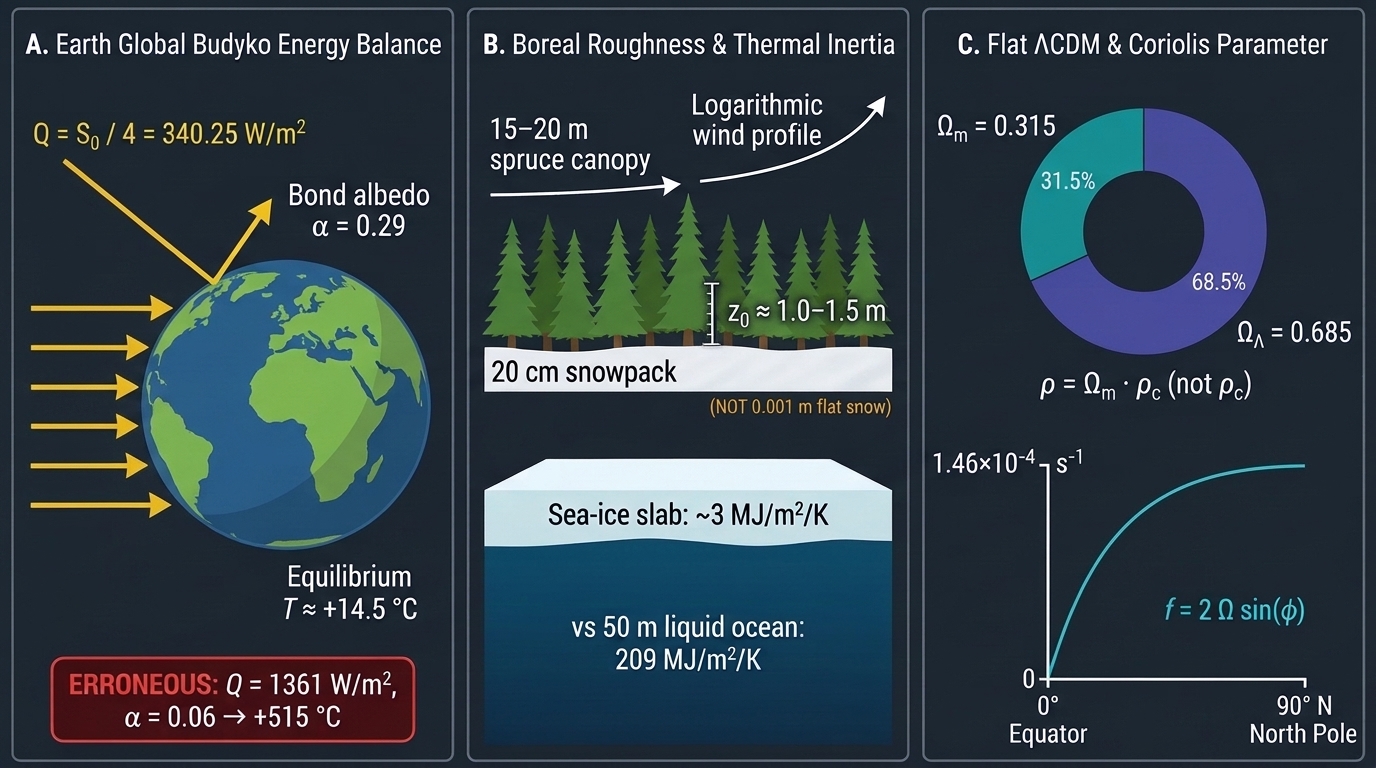 A. Earth Global Budyko Energy Balance
Q = S₀ / 4 = 340.25 W/m²
Bond albedo
α = 0.29
Equilibrium
T ≈ +14.5 °C
ERRONEOUS: Q = 1361 W/m²,
α = 0.06 → +515 °C
B. Boreal Roughness & Thermal Inertia
15–20 m
spruce canopy
Logarithmic
wind profile
z₀ ≈ 1.0–1.5 m
20 cm snowpack
(NOT 0.001 m flat snow)
Sea-ice slab: ~3 MJ/m²/K
vs 50 m liquid ocean:
209 MJ/m²/K
C. Flat ΛCDM & Coriolis Parameter
Ωₘ = 0.315
31.5%
68.5%
Ω_Λ = 0.685
ρ = Ωₘ · ρ_c (not ρ_c)
1.46×10⁻⁴ s⁻¹
f = 2 Ω sin(ϕ)
0
0° 90° N
Equator North Pole